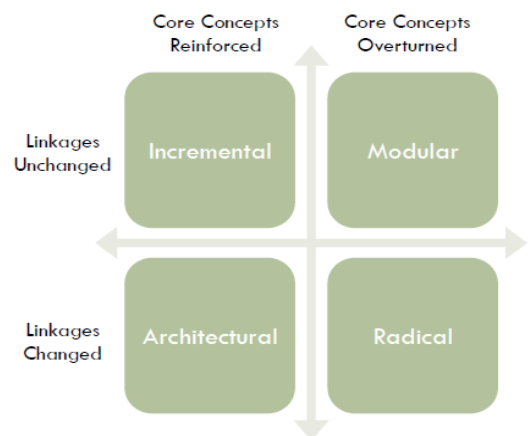 Core Concepts
Reinforced
Core Concepts
Overturned
Linkages
Unchanged
Incremental
Modular
Linkages
Changed
Architectural
Radical